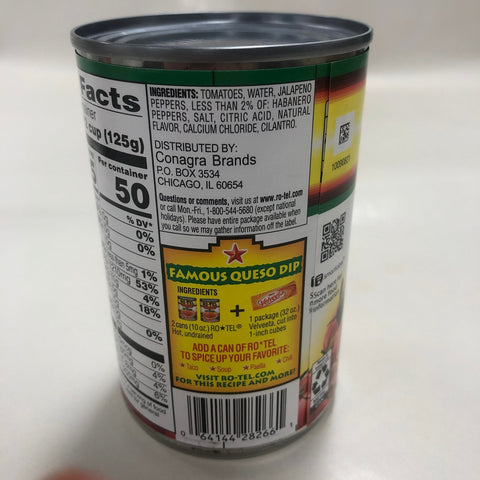 Facts
cup (125g)
Per container
50
% DV*
0%
0%
1%
53%
4%
18%
0%
0%
4%
4%
6%
INGREDIENTS: TOMATOES, WATER, JALAPENO
PEPPERS, LESS THAN 2% OF: HABANERO
PEPPERS, SALT, CITRIC ACID, NATURAL
FLAVOR, CALCIUM CHLORIDE, CILANTRO.
DISTRIBUTED BY:
Conagra Brands
P.O. BOX 3534
CHICAGO, IL 60654
Questions or comments, visit us at www.ro-tel.com
or call Mon.-Fri., 1-800-544-5680 (except national
holidays). Please have entire package available when
you call so we may gather information off the label.
FAMOUS QUESO DIP
INGREDIENTS
+
2 cans (10 oz.) RO★TEL®
Hot, undrained
1 package (32 oz.)
Velveeta, cut into
1-inch cubes
ADD A CAN OF RO*TEL
TO SPICE UP YOUR FAVORITE:
★ Taco ★ Soup ★ Paella ★ Chili
VISIT RO-TEL.COM
FOR THIS RECIPE AND MORE!
0 64144 28266 1